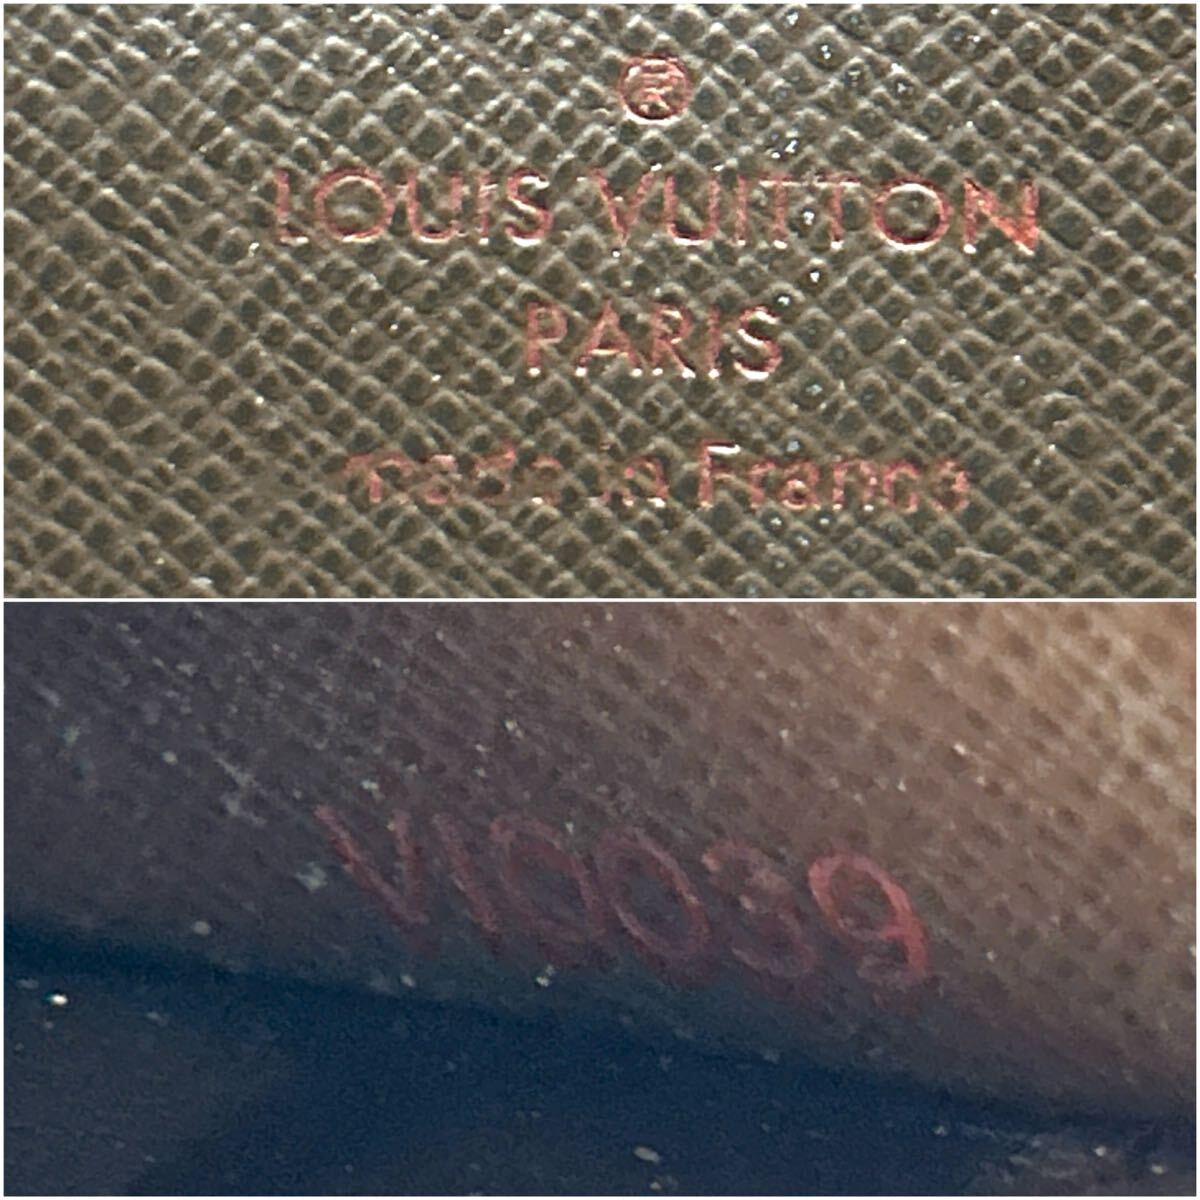 ®
LOUIS VUITTON
PARIS
made in France
VI0039